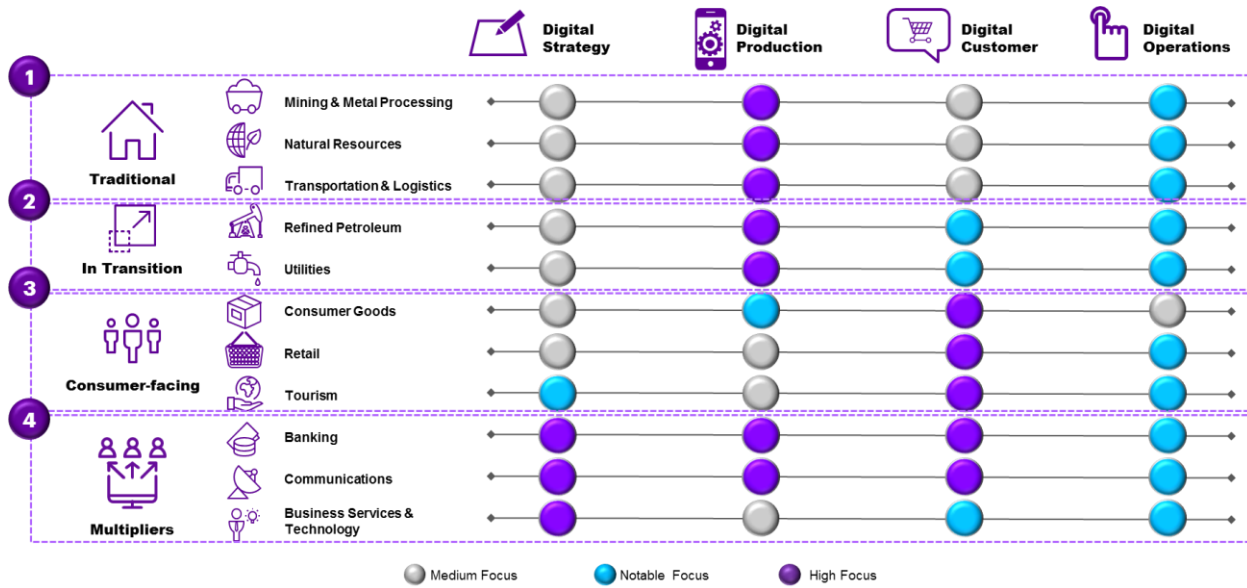 Digital
Strategy
Digital
Production
Digital
Customer
Digital
Operations
1
Traditional
Mining & Metal Processing
Natural Resources
Transportation & Logistics
2
In Transition
Refined Petroleum
Utilities
3
Consumer-facing
Consumer Goods
Retail
Tourism
4
Multipliers
Banking
Communications
Business Services &
Technology
Medium Focus
Notable Focus
High Focus